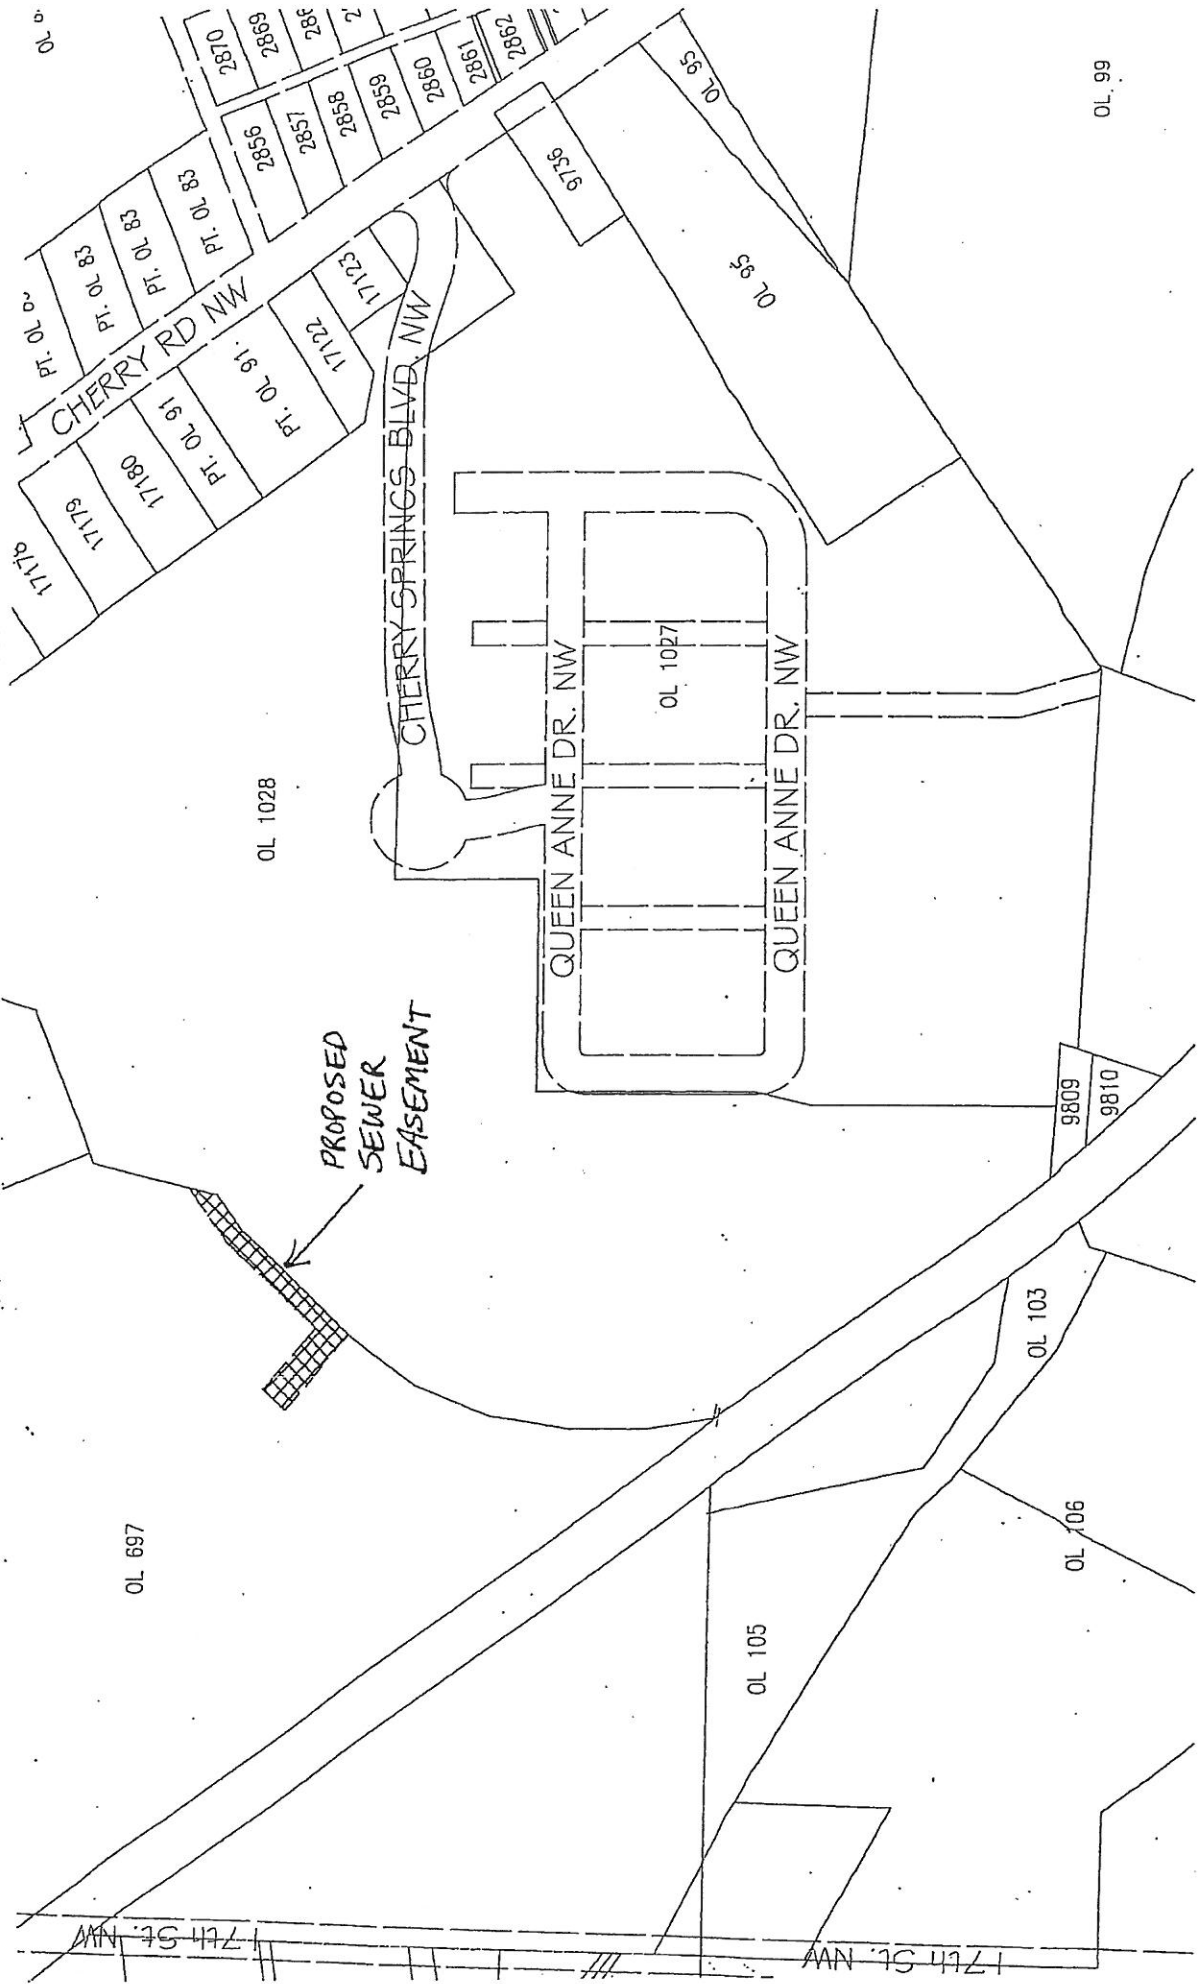 2870
2869
2856
2857
2858
2859
2860
2861
2862
PT. OL 83
PT. OL 83
PT. OL 83
CHERRY RD NW
17179
17180
PT. OL 91
PT. OL 91
17122
17123
CHERRY SPRINGS BLVD. NW
9736
OL 95
OL 95
OL 99
OL 1028
OL 1027
QUEEN ANNE DR. NW
QUEEN ANNE DR. NW
PROPOSED
SEWER
EASEMENT
9809
9810
OL 103
OL 697
OL 105
OL 106
17th St. NW
17th St. NW